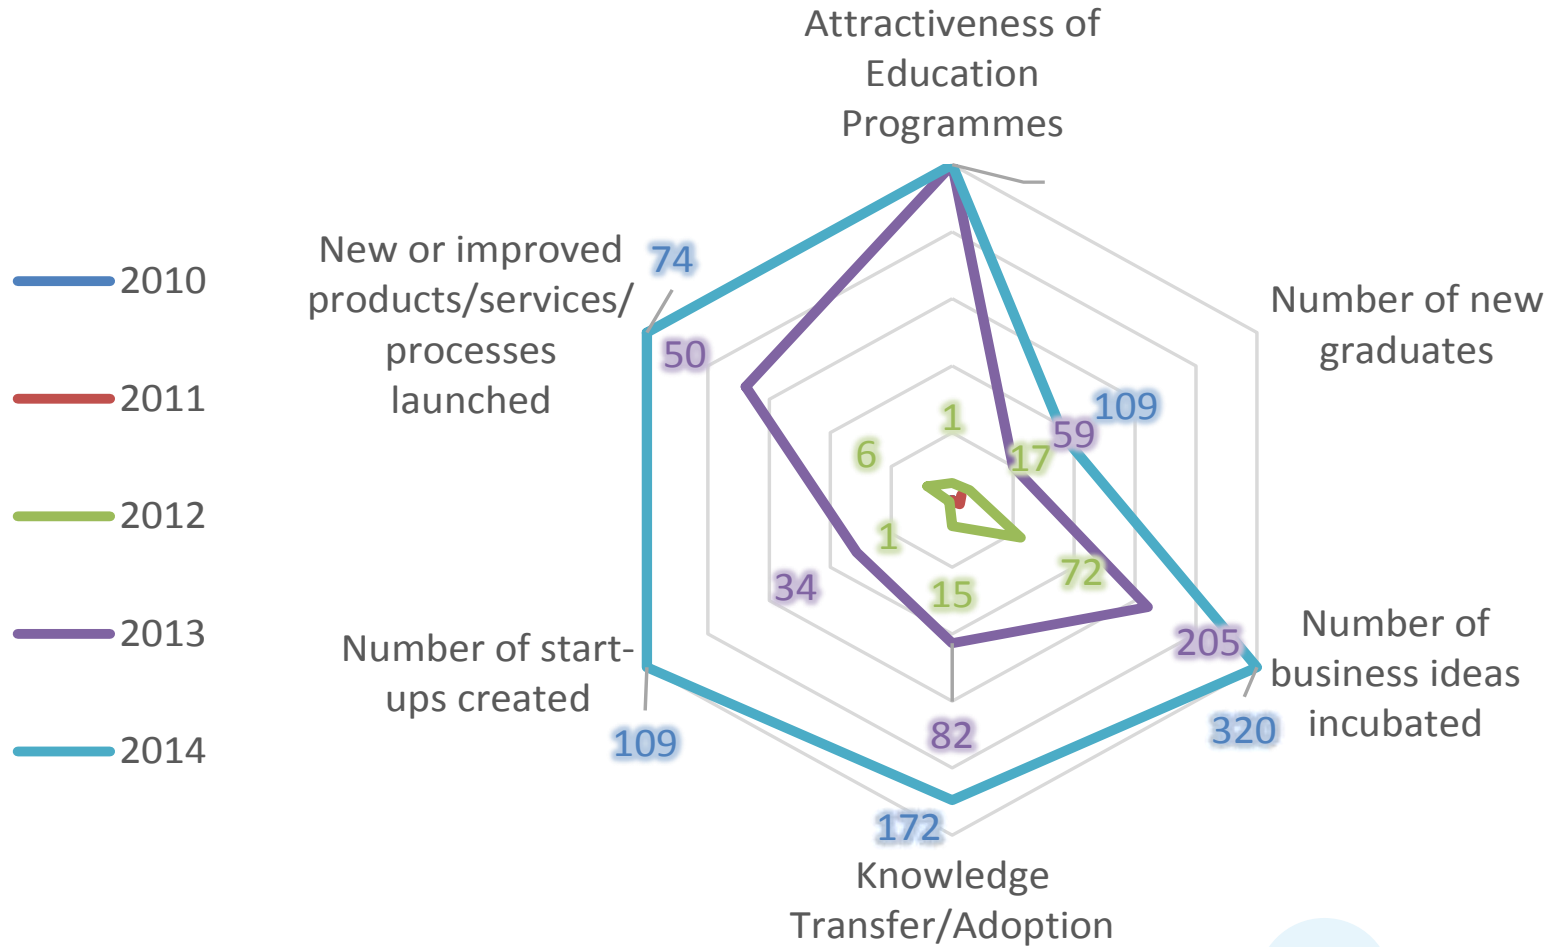 Attractiveness of
Education
Programmes
New or improved
products/services/
processes
launched
74
50
2010
2011
2012
2013
2014
Number of new
graduates
109
59
17
1
6
1
15
72
34
82
205
Number of
business ideas
incubated
320
Number of start-
ups created
109
172
Knowledge
Transfer/Adoption